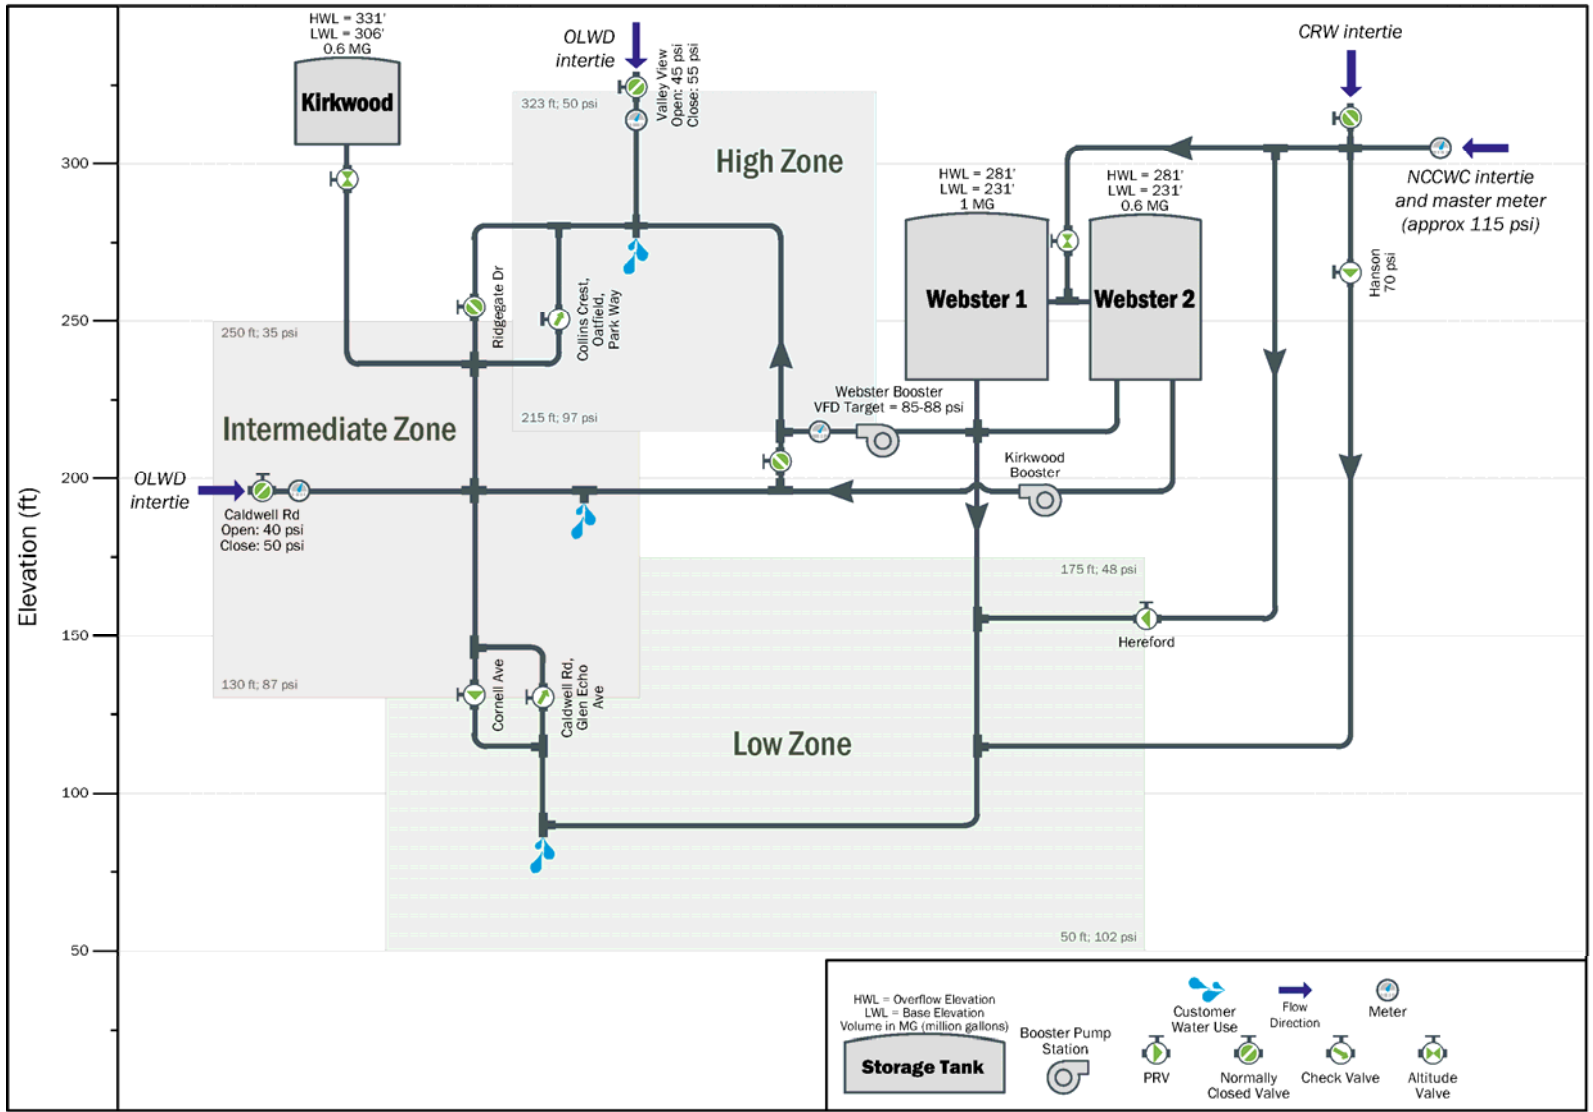 HWL = 331'
LWL = 306'
0.6 MG
Kirkwood
OLWD
intertie
Valley View
Open: 45 psi
Close: 55 psi
CRW intertie
323 ft; 50 psi
High Zone
300
HWL = 281'
LWL = 231'
1 MG
HWL = 281'
LWL = 231'
0.6 MG
NCCWC intertie
and master meter
(approx 115 psi)
Hanson
70 psi
Ridgegate Dr
Collins Crest,
Oatfield,
Park Way
Webster 1
Webster 2
250
250 ft; 35 psi
Intermediate Zone
215 ft; 97 psi
Webster Booster
VFD Target = 85-88 psi
Kirkwood
Booster
200
OLWD
intertie
Caldwell Rd
Open: 40 psi
Close: 50 psi
Elevation (ft)
175 ft; 48 psi
150
Hereford
130 ft; 87 psi
Cornell Ave
Caldwell Rd,
Glen Echo
Ave
Low Zone
100
50
50 ft; 102 psi
HWL = Overflow Elevation
LWL = Base Elevation
Volume in MG (million gallons)
Storage Tank
Booster Pump
Station
Customer
Water Use
Flow
Direction
Meter
PRV
Normally
Closed Valve
Check Valve
Altitude
Valve